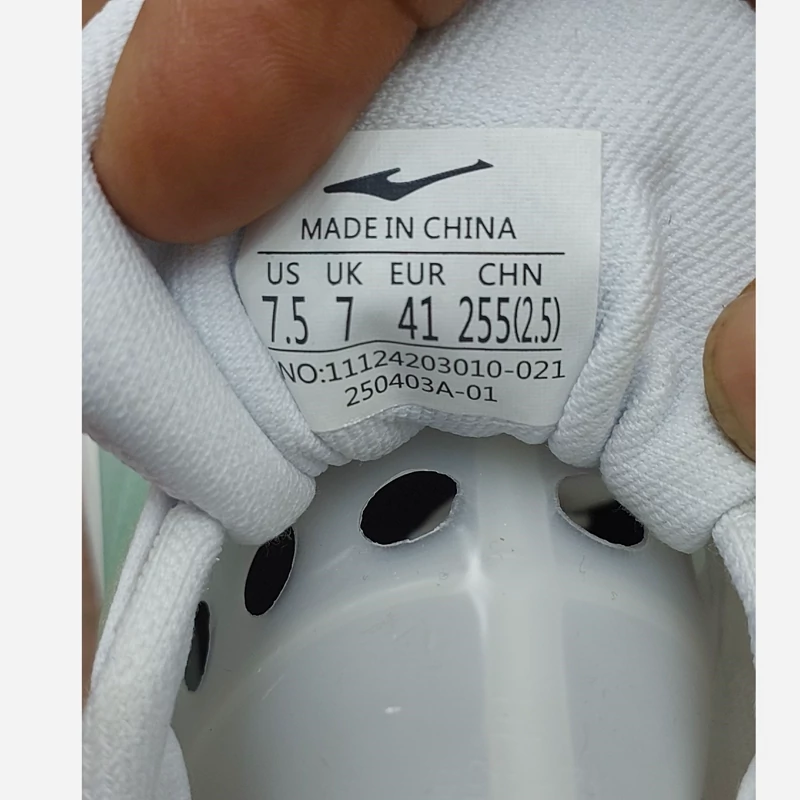 MADE IN CHINA
US UK EUR CHN
7.5 7 41 255(2.5)
NO:11124203010-021
250403A-01